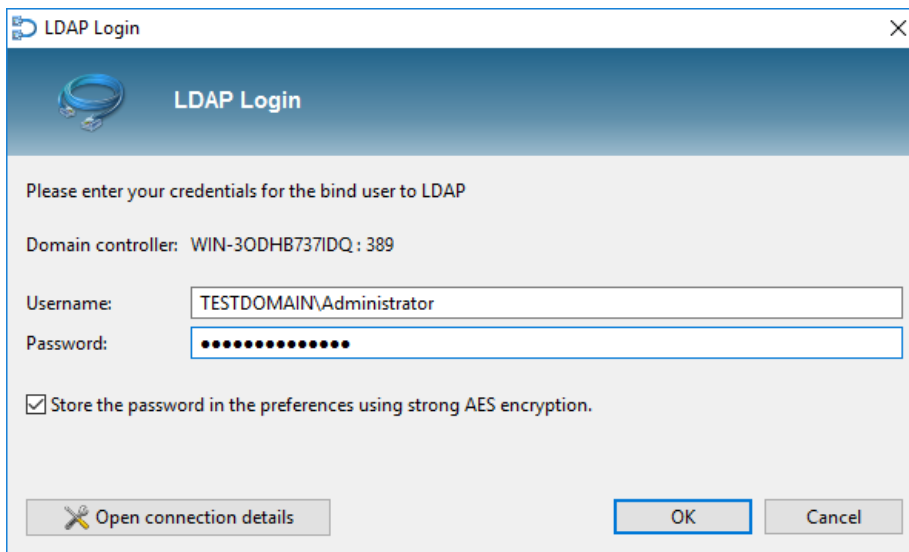 LDAP Login
LDAP Login
Please enter your credentials for the bind user to LDAP
Domain controller: WIN-3ODHB737IDQ : 389
Username: TESTDOMAIN\Administrator
Password: ●●●●●●●●●●●●●●
Store the password in the preferences using strong AES encryption.
Open connection details OK Cancel